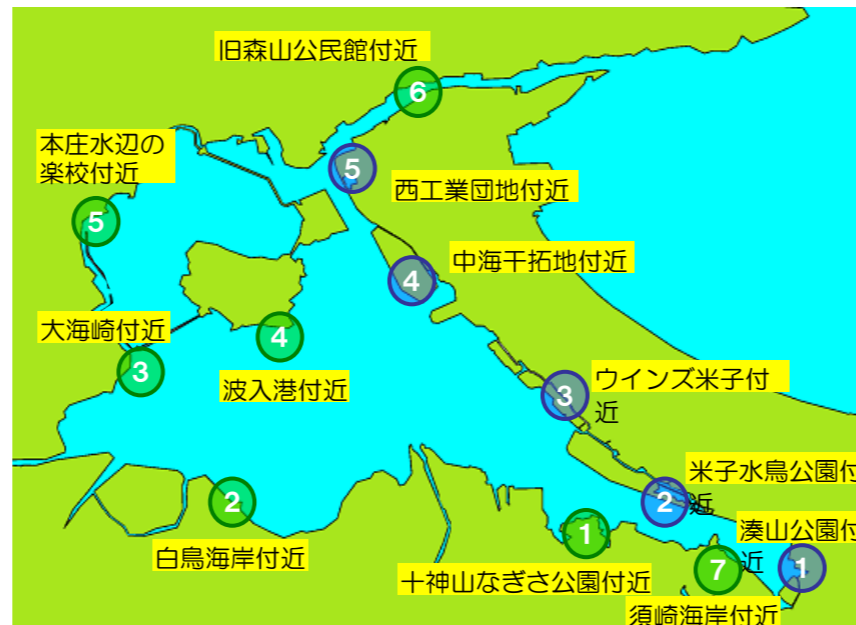 旧森山公民館付近
6
本庄水辺の
楽校付近
5
5
西工業団地付近
中海干拓地付近
4
大海崎付近
3
4
波入港付近
3
ウインズ米子付
近
米子水鳥公園付
近
2
2
白鳥海岸付近
1
十神山なぎさ公園付近
湊山公園付
近
7
1
須崎海岸付近